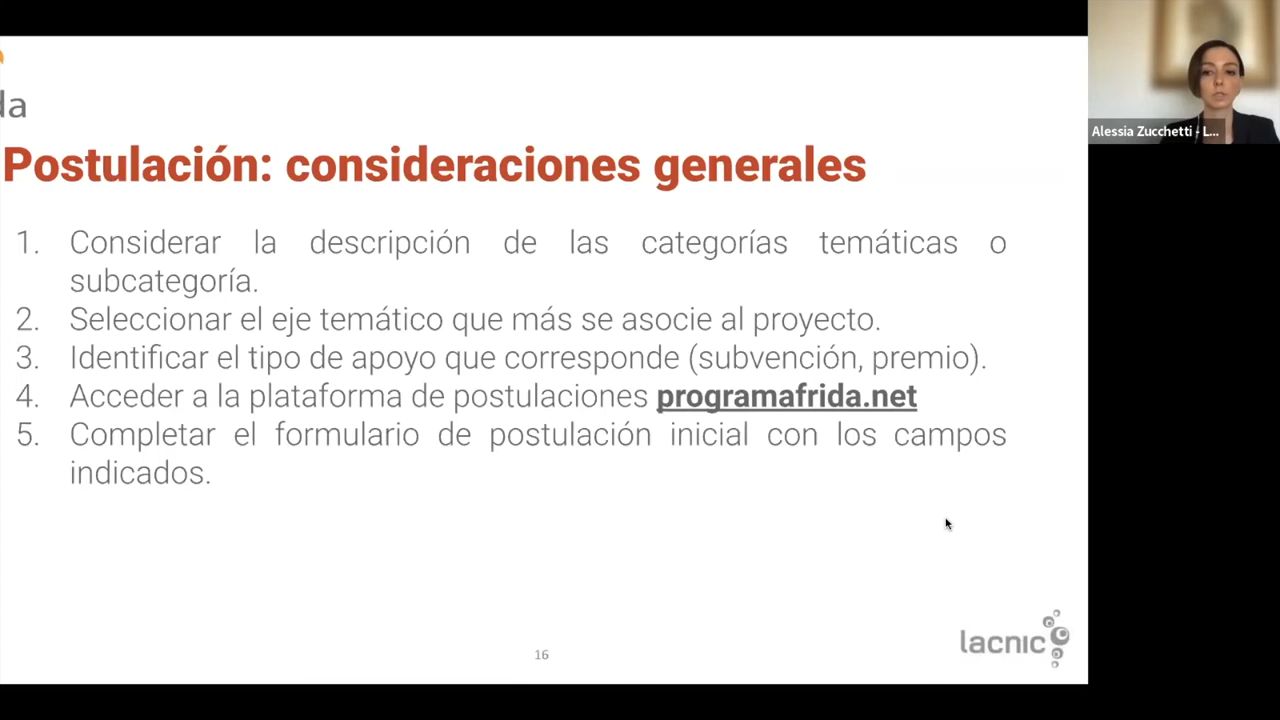 da
Postulación: consideraciones generales
1. Considerar la descripción de las categorías temáticas o
subcategoría.
2. Seleccionar el eje temático que más se asocie al proyecto.
3. Identificar el tipo de apoyo que corresponde (subvención, premio).
4. Acceder a la plataforma de postulaciones programafrida.net
5. Completar el formulario de postulación inicial con los campos
indicados.
16
lacnic
Alessia Zucchetti - L...